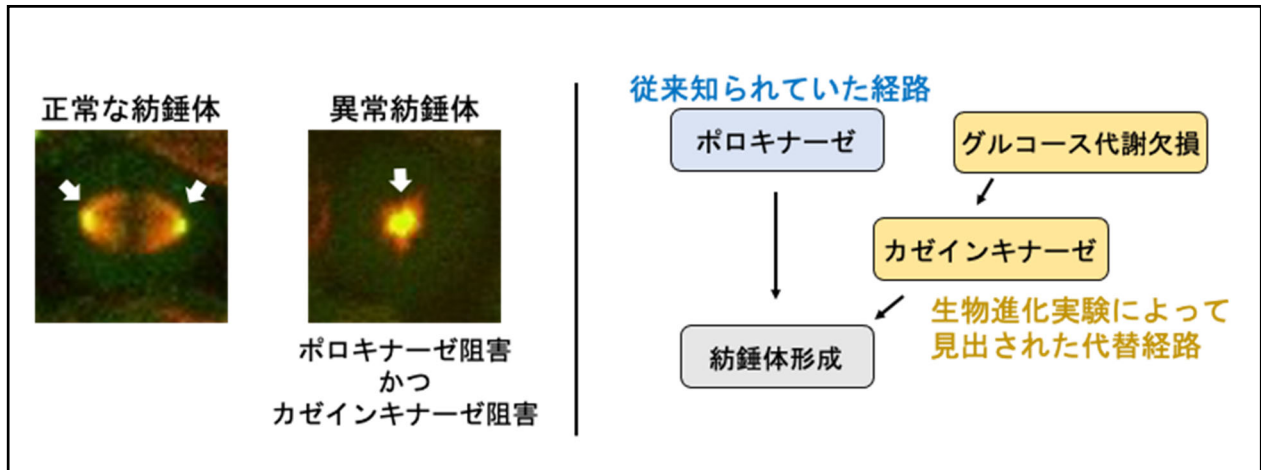 正常な紡錘体
異常紡錘体
ポロキナーゼ阻害
かつ
カゼインキナーゼ阻害
従来知られていた経路
ポロキナーゼ
グルコース代謝欠損
カゼインキナーゼ
生物進化実験によって
見出された代替経路
紡錘体形成